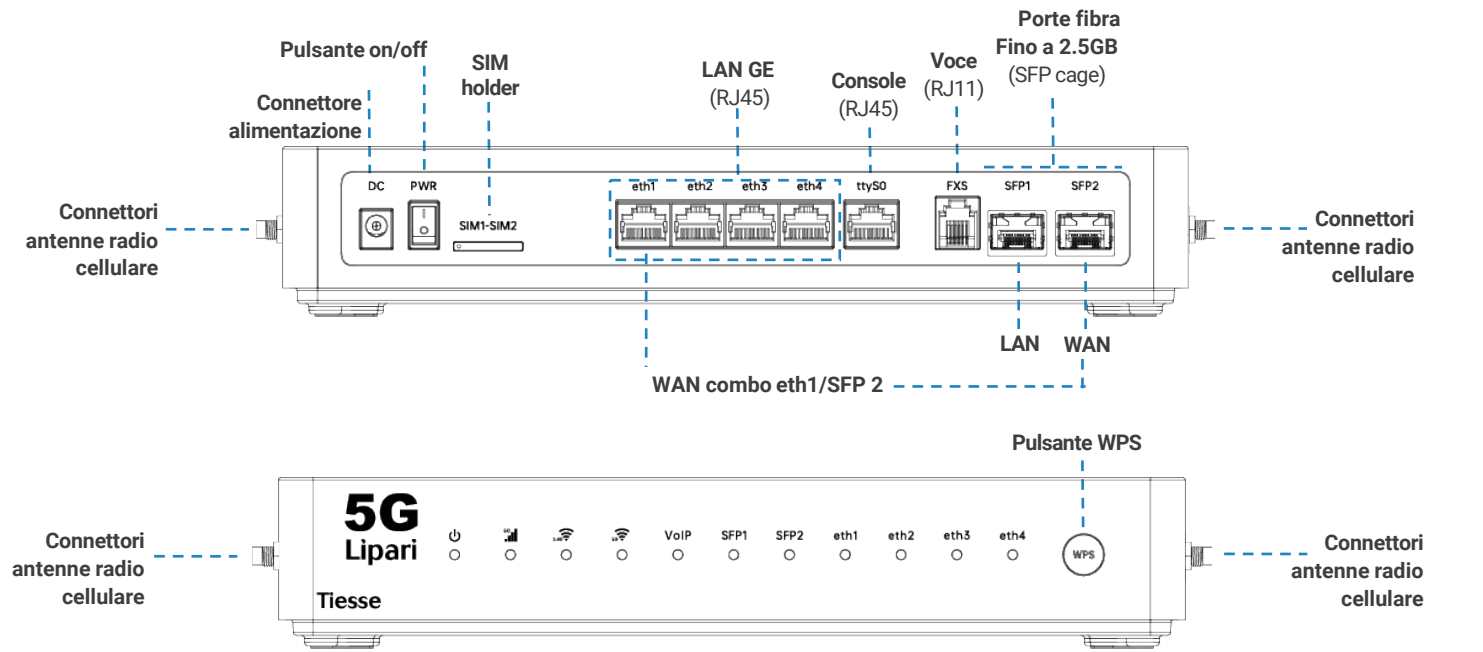 Porte fibra
Fino a 2.5GB
(SFP cage)
Pulsante on/off
SIM
holder
LAN GE
(RJ45)
Voce
(RJ11)
Console
(RJ45)
Connettore
alimentazione
DC
PWR
SIM1-SIM2
eth1
eth2
eth3
eth4
ttyS0
FXS
SFP1
SFP2
Connettori
antenne radio
cellulare
Connettori
antenne radio
cellulare
LAN
WAN
WAN combo eth1/SFP 2
Pulsante WPS
5G
Lipari
VoIP
SFP1
SFP2
eth1
eth2
eth3
eth4
WPS
Tiesse
Connettori
antenne radio
cellulare
Connettori
antenne radio
cellulare